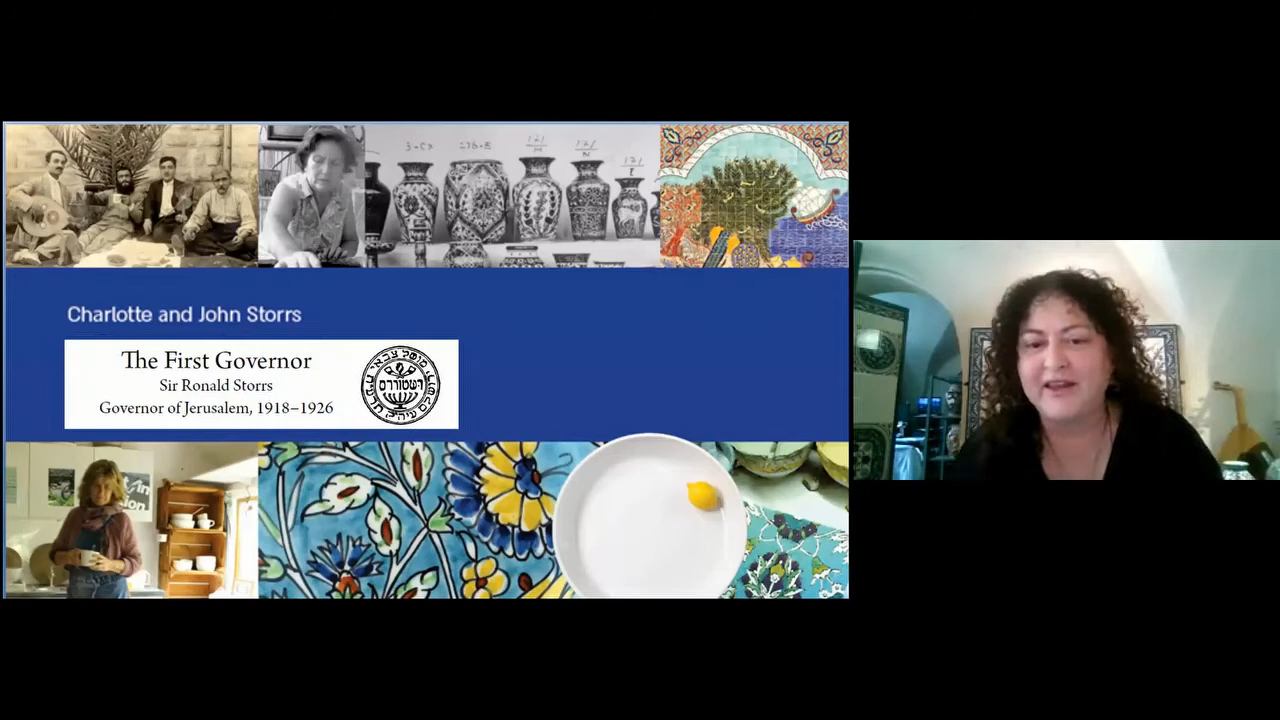 Charlotte and John Storrs
The First Governor
Sir Ronald Storrs
Governor of Jerusalem, 1918–1926